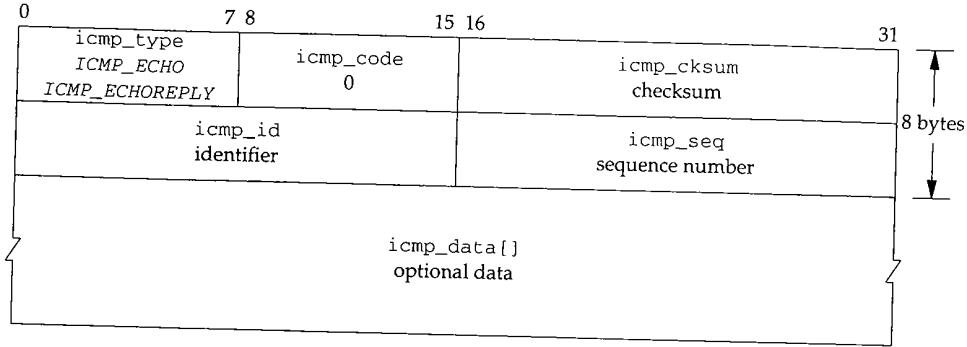 0 7 8 15 16 31
icmp_type
ICMP_ECHO
ICMP_ECHOREPLY
icmp_code
0
icmp_cksum
checksum
8 bytes
icmp_id
identifier
icmp_seq
sequence number
icmp_data[]
optional data